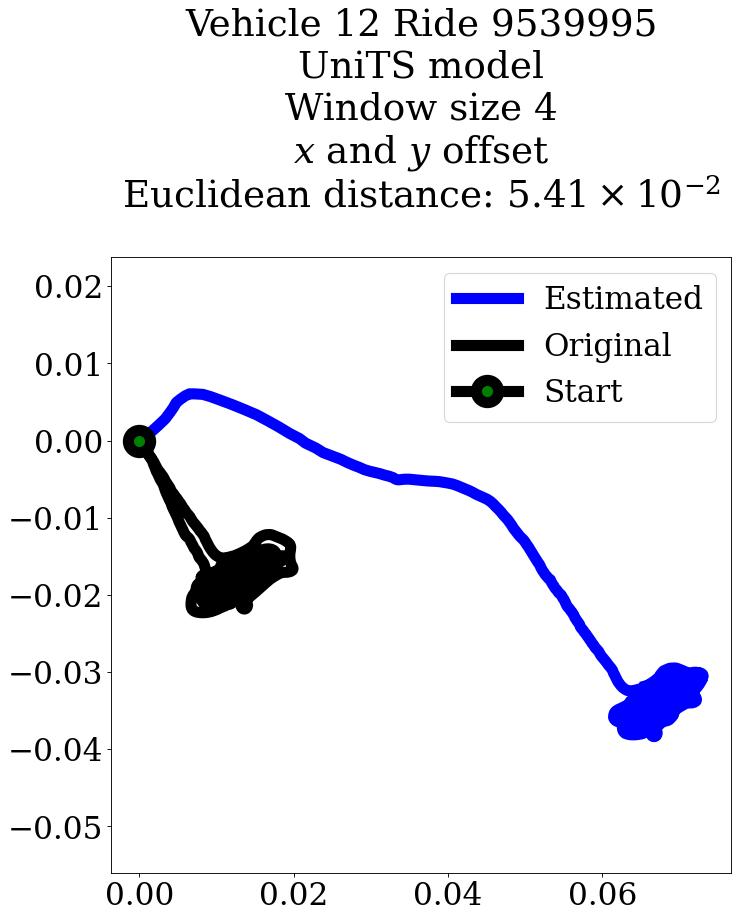 Vehicle 12 Ride 9539995
UniTS model
Window size 4
x and y offset
Euclidean distance: 5.41 × 10⁻²
Estimated
Original
Start
0.02
0.01
0.00
−0.01
−0.02
−0.03
−0.04
−0.05
0.00 0.02 0.04 0.06